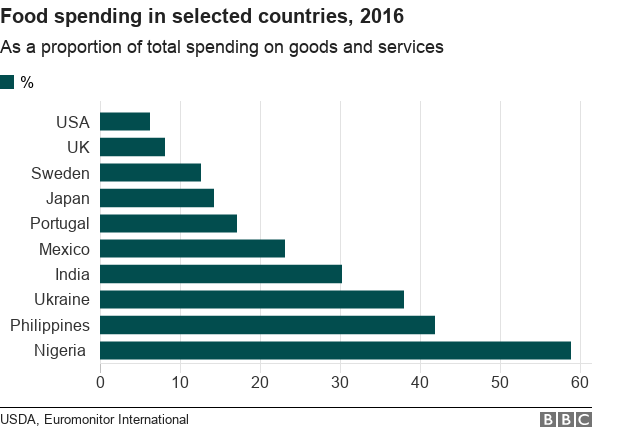 Food spending in selected countries, 2016
As a proportion of total spending on goods and services
%
USA
UK
Sweden
Japan
Portugal
Mexico
India
Ukraine
Philippines
Nigeria
0 10 20 30 40 50 60
USDA, Euromonitor International BBC